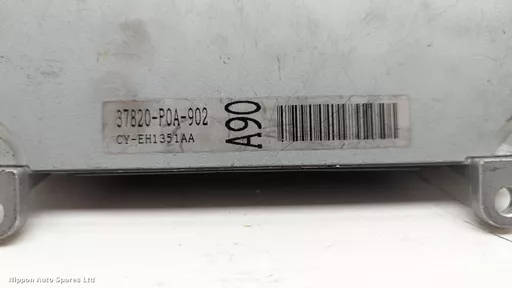 37820-P0A-902
CY-EH1351AA
A90
Nippon Auto Spares Ltd